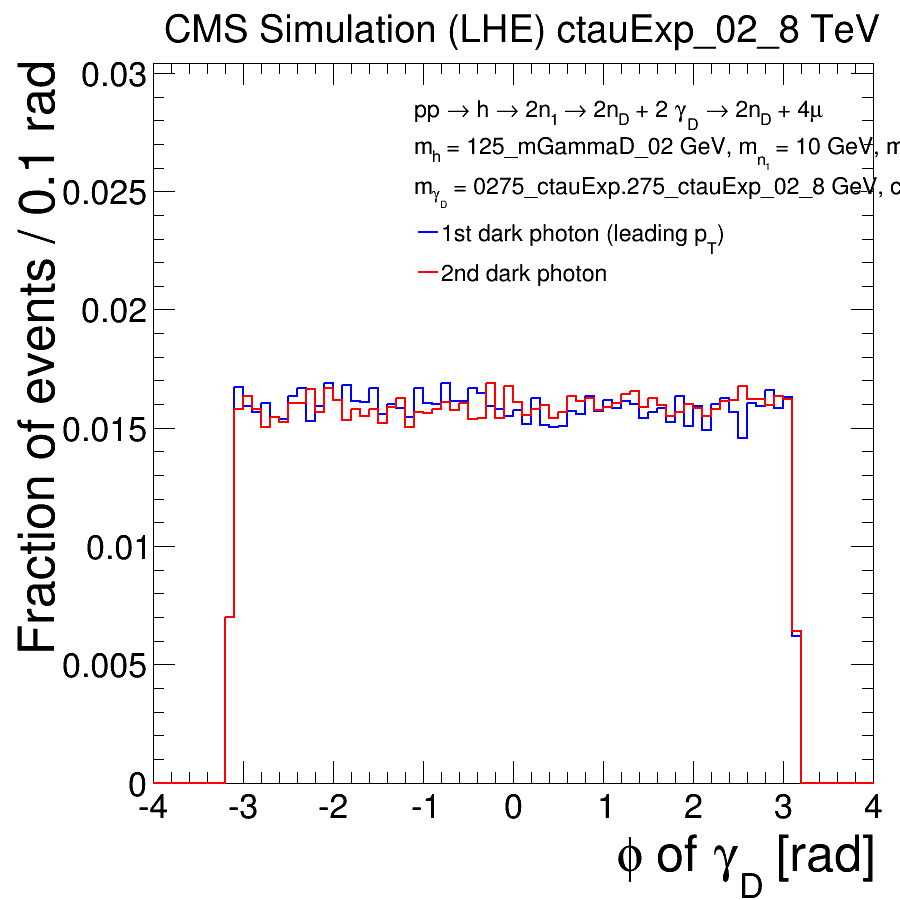 CMS Simulation (LHE) ctauExp_02_8 TeV
pp → h → 2n1 → 2nD + 2 γD → 2nD + 4μ
mh = 125_mGammaD_02 GeV, mn1 = 10 GeV, m
mγD = 0275_ctauExp.275_ctauExp_02_8 GeV, c
1st dark photon (leading pT)
2nd dark photon
Fraction of events / 0.1 rad
0.03
0.025
0.02
0.015
0.01
0.005
0
-4 -3 -2 -1 0 1 2 3 4
ϕ of γD [rad]